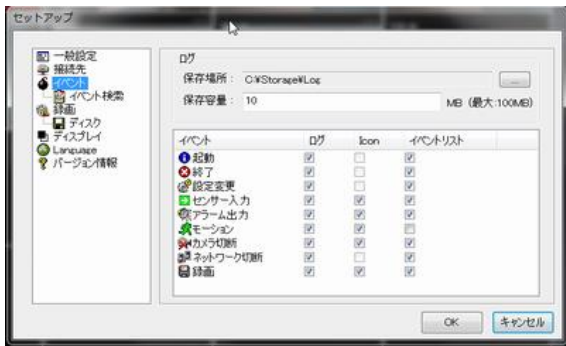 セットアップ
一般設定
接続先
イベント
イベント検索
録画
ディスク
ディスプレイ
Language
バージョン情報
ログ
保存場所 : C:¥Storage¥Log
...
保存容量 : 10 MB (最大:100MB)
イベント ログ Icon イベントリスト
起動
終了
設定変更
センサー入力
アラーム出力
モーション
カメラ切断
ネットワーク切断
録画
OK キャンセル